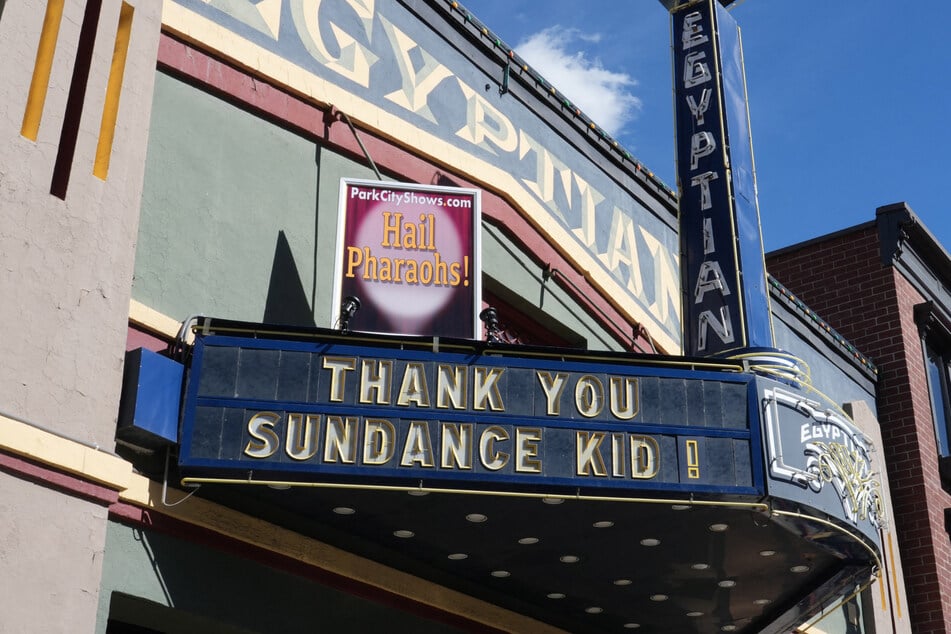 EGYPTIAN
EGYPTIAN
ParkCityShows.com
Hail
Pharaohs!
THANK YOU
SUNDANCE KID !
EGYPTIAN